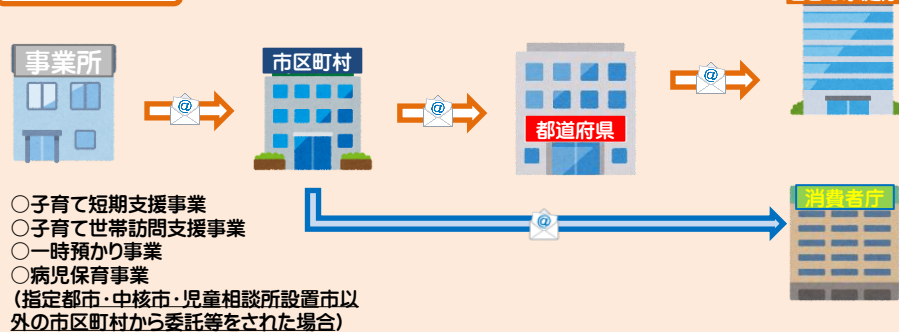 事業所
市区町村
都道府県
消費者庁
@
@
@
@
○子育て短期支援事業
○子育て世帯訪問支援事業
○一時預かり事業
○病児保育事業
(指定都市・中核市・児童相談所設置市以
外の市区町村から委託等をされた場合)